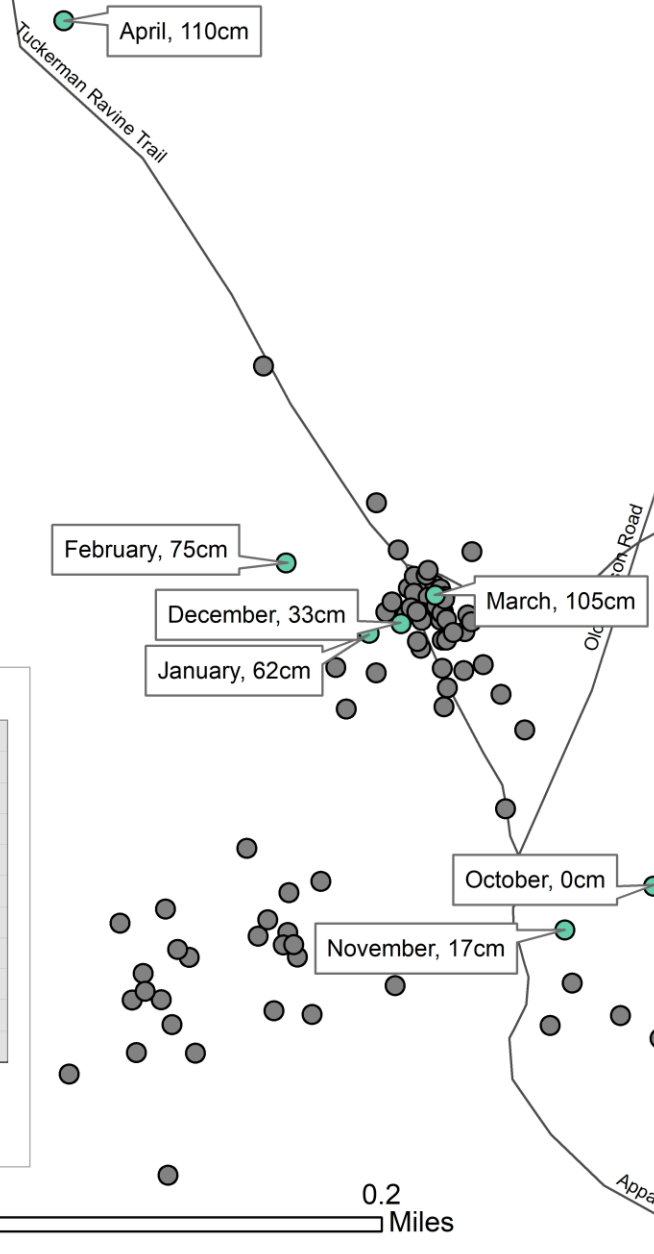 April, 110cm
Tuckerman Ravine Trail
February, 75cm
March, 105cm
December, 33cm
January, 62cm
October, 0cm
November, 17cm
0.2
Miles
Road